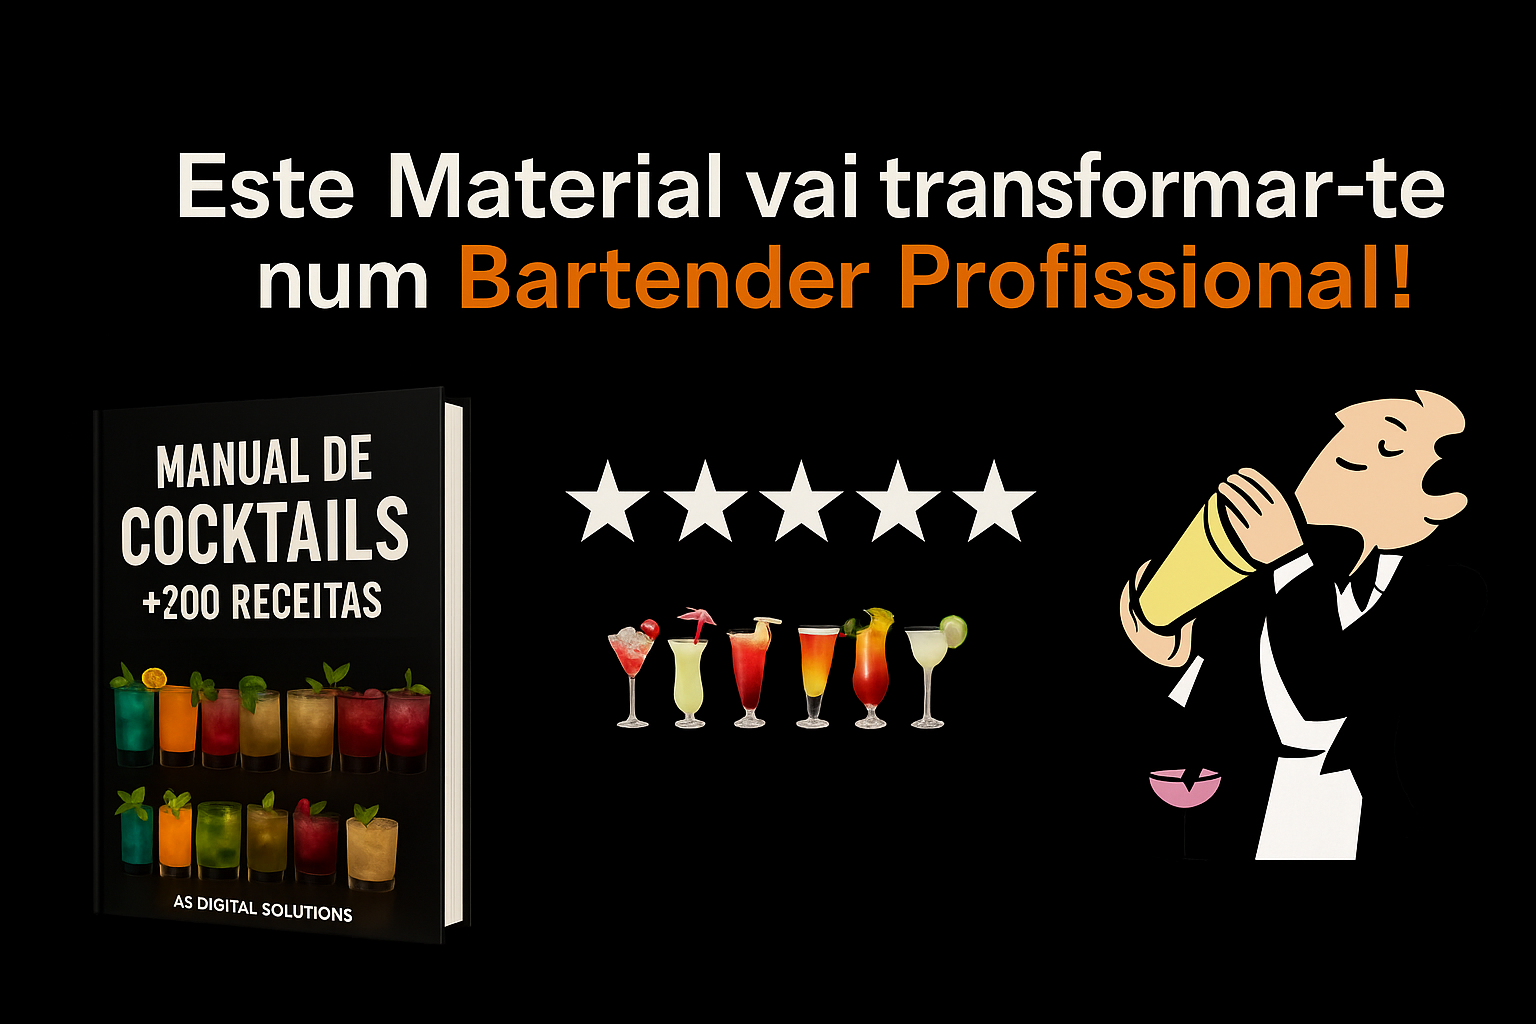 Este Material vai transformar-te
num Bartender Profissional!
MANUAL DE
COCKTAILS
+200 RECEITAS
AS DIGITAL SOLUTIONS